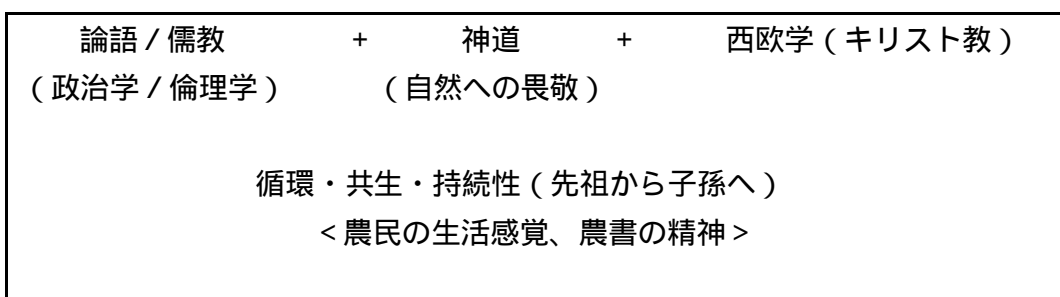 論語/儒教 + 神道 + 西欧学(キリスト教)
(政治学/倫理学) (自然への畏敬)
循環・共生・持続性(先祖から子孫へ)
<農民の生活感覚、農書の精神>